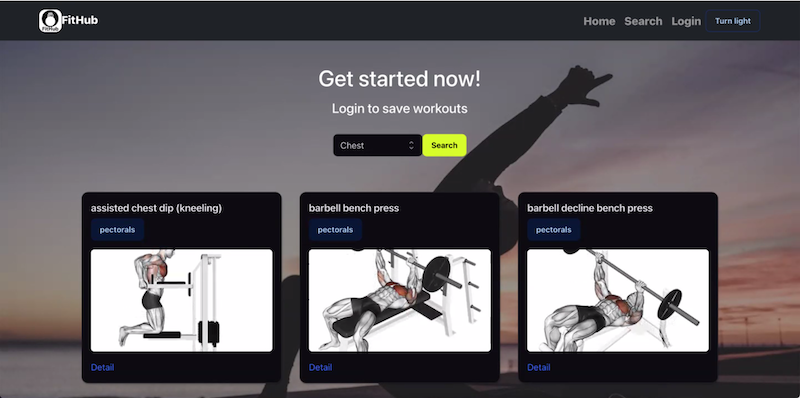 FitHub
FitHub
Home Search Login Turn light
Get started now!
Login to save workouts
Chest Search
assisted chest dip (kneeling)
pectorals
Detail
barbell bench press
pectorals
Detail
barbell decline bench press
pectorals
Detail